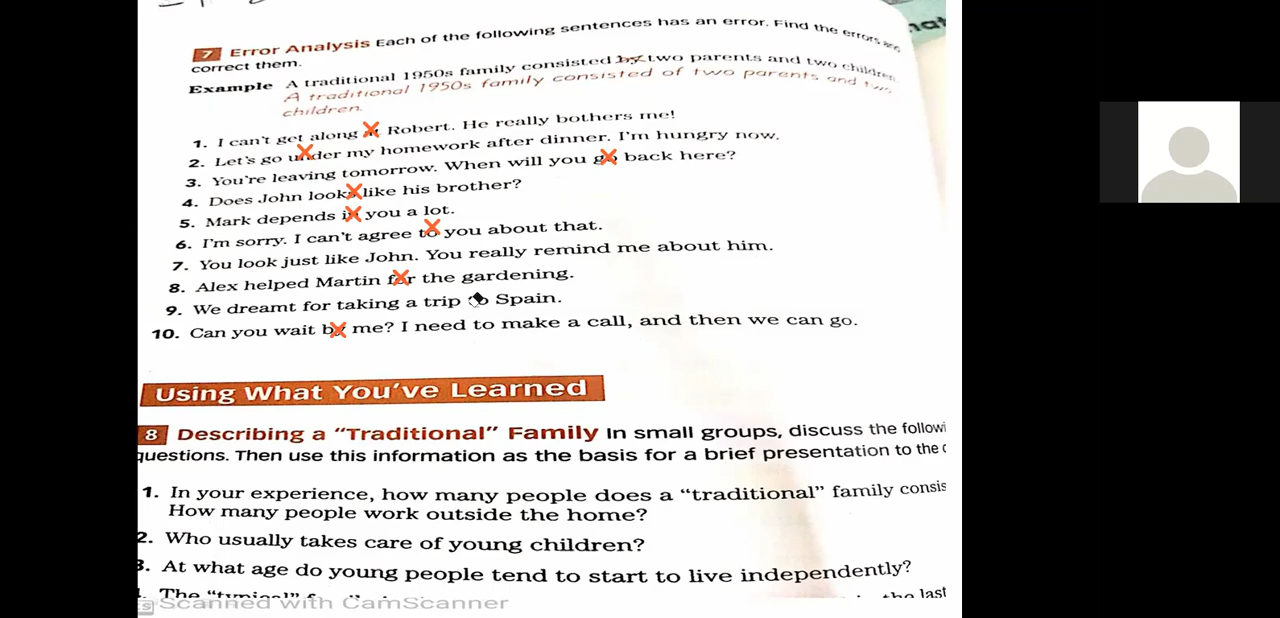 7 Error Analysis Each of the following sentences has an error. Find the errors and
correct them.
Example A traditional 1950s family consisted by two parents and two children.
A traditional 1950s family consisted of two parents and two
children.
1. I can't get along at Robert. He really bothers me!
2. Let's go under my homework after dinner. I'm hungry now.
3. You're leaving tomorrow. When will you go back here?
4. Does John looks like his brother?
5. Mark depends in you a lot.
6. I'm sorry. I can't agree to you about that.
7. You look just like John. You really remind me about him.
8. Alex helped Martin for the gardening.
9. We dreamt for taking a trip to Spain.
10. Can you wait by me? I need to make a call, and then we can go.
Using What You've Learned
8 Describing a "Traditional" Family In small groups, discuss the followi
questions. Then use this information as the basis for a brief presentation to the
1. In your experience, how many people does a "traditional" family consis
How many people work outside the home?
2. Who usually takes care of young children?
3. At what age do young people tend to start to live independently?
The "typical" the last
CS Scanned with CamScanner